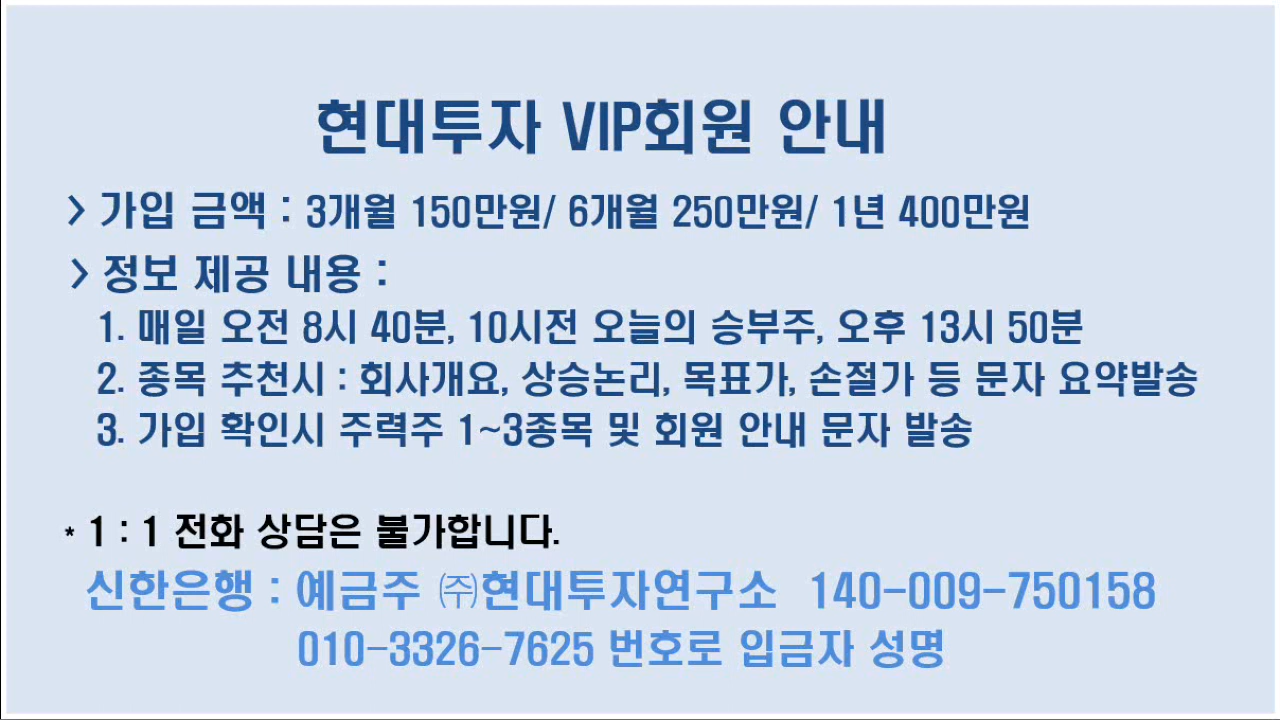 현대투자 VIP회원 안내
> 가입 금액 : 3개월 150만원/ 6개월 250만원/ 1년 400만원
> 정보 제공 내용 :
1. 매일 오전 8시 40분, 10시전 오늘의 승부주, 오후 13시 50분
2. 종목 추천시 : 회사개요, 상승논리, 목표가, 손절가 등 문자 요약발송
3. 가입 확인시 주력주 1~3종목 및 회원 안내 문자 발송
* 1 : 1 전화 상담은 불가합니다.
신한은행 : 예금주 ㈜현대투자연구소 140-009-750158
010-3326-7625 번호로 입금자 성명